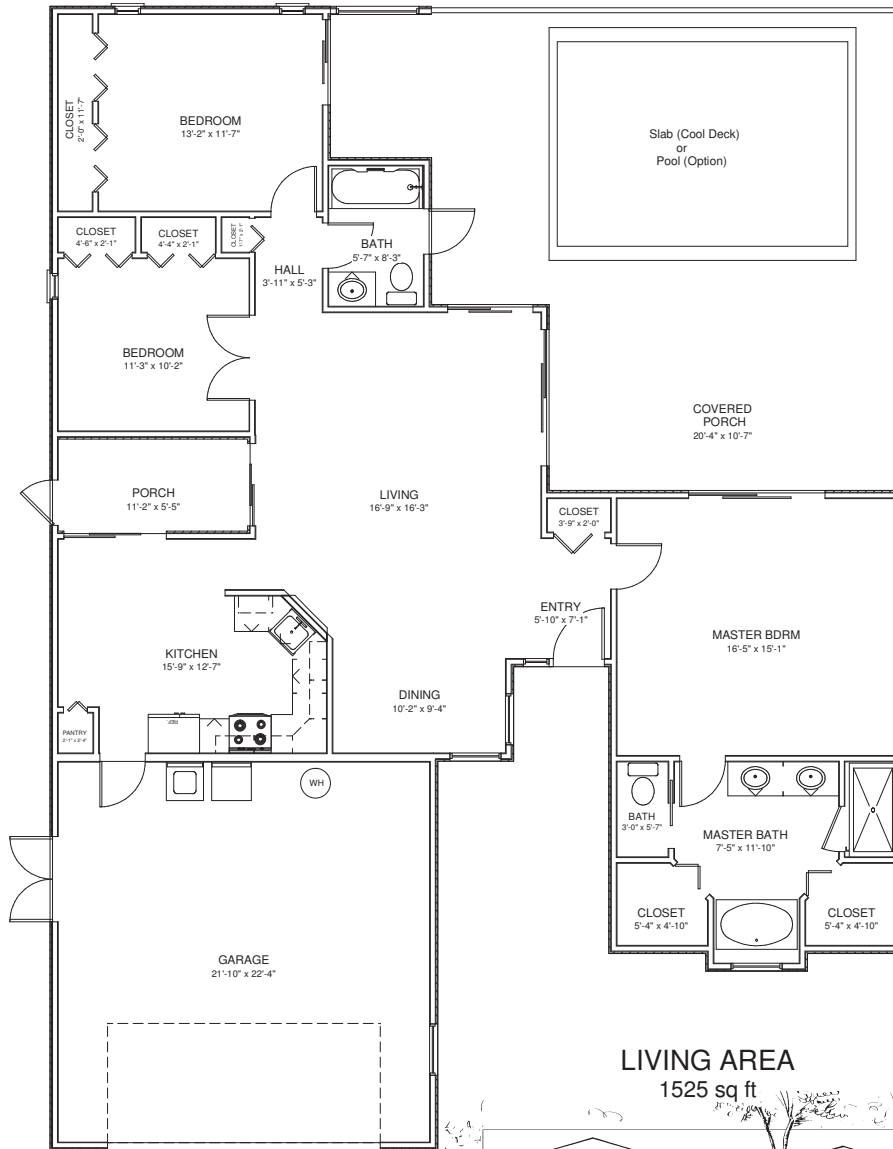 CLOSET
2'-0" x 11'-7"
BEDROOM
13'-2" x 11'-7"
Slab (Cool Deck)
or
Pool (Option)
CLOSET
4'-6" x 2'-1"
CLOSET
4'-4" x 2'-1"
CLOSET
BATH
5'-7" x 8'-3"
HALL
3'-11" x 5'-3"
BEDROOM
11'-3" x 10'-2"
COVERED
PORCH
20'-4" x 10'-7"
PORCH
11'-2" x 5'-5"
LIVING
16'-9" x 16'-3"
CLOSET
3'-9" x 2'-0"
ENTRY
5'-10" x 7'-1"
MASTER BDRM
16'-5" x 15'-1"
KITCHEN
15'-9" x 12'-7"
DINING
10'-2" x 9'-4"
REF
PANTRY
2'-1" x 2'-4"
WH
BATH
3'-0" x 5'-7"
MASTER BATH
7'-5" x 11'-10"
CLOSET
5'-4" x 4'-10"
CLOSET
5'-4" x 4'-10"
GARAGE
21'-10" x 22'-4"
LIVING AREA
1525 sq ft